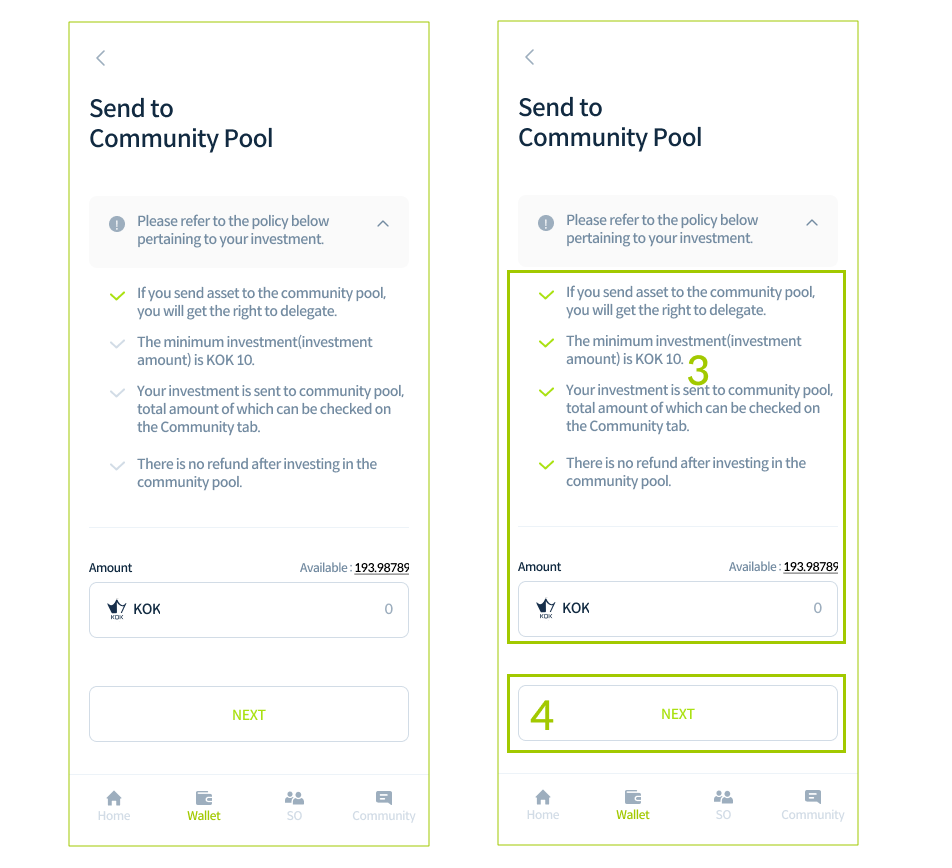 Send to
Community Pool
Please refer to the policy below
pertaining to your investment.
If you send asset to the community pool,
you will get the right to delegate.
The minimum investment(investment
amount) is KOK 10.
Your investment is sent to community pool,
total amount of which can be checked on
the Community tab.
There is no refund after investing in the
community pool.
Amount Available : 193.98789
KOK KOK 0
NEXT
Home Wallet SO Community
Send to
Community Pool
Please refer to the policy below
pertaining to your investment.
If you send asset to the community pool,
you will get the right to delegate.
The minimum investment(investment
amount) is KOK 10.
3
Your investment is sent to community pool,
total amount of which can be checked on
the Community tab.
There is no refund after investing in the
community pool.
Amount Available : 193.98789
KOK KOK 0
4 NEXT
Home Wallet SO Community